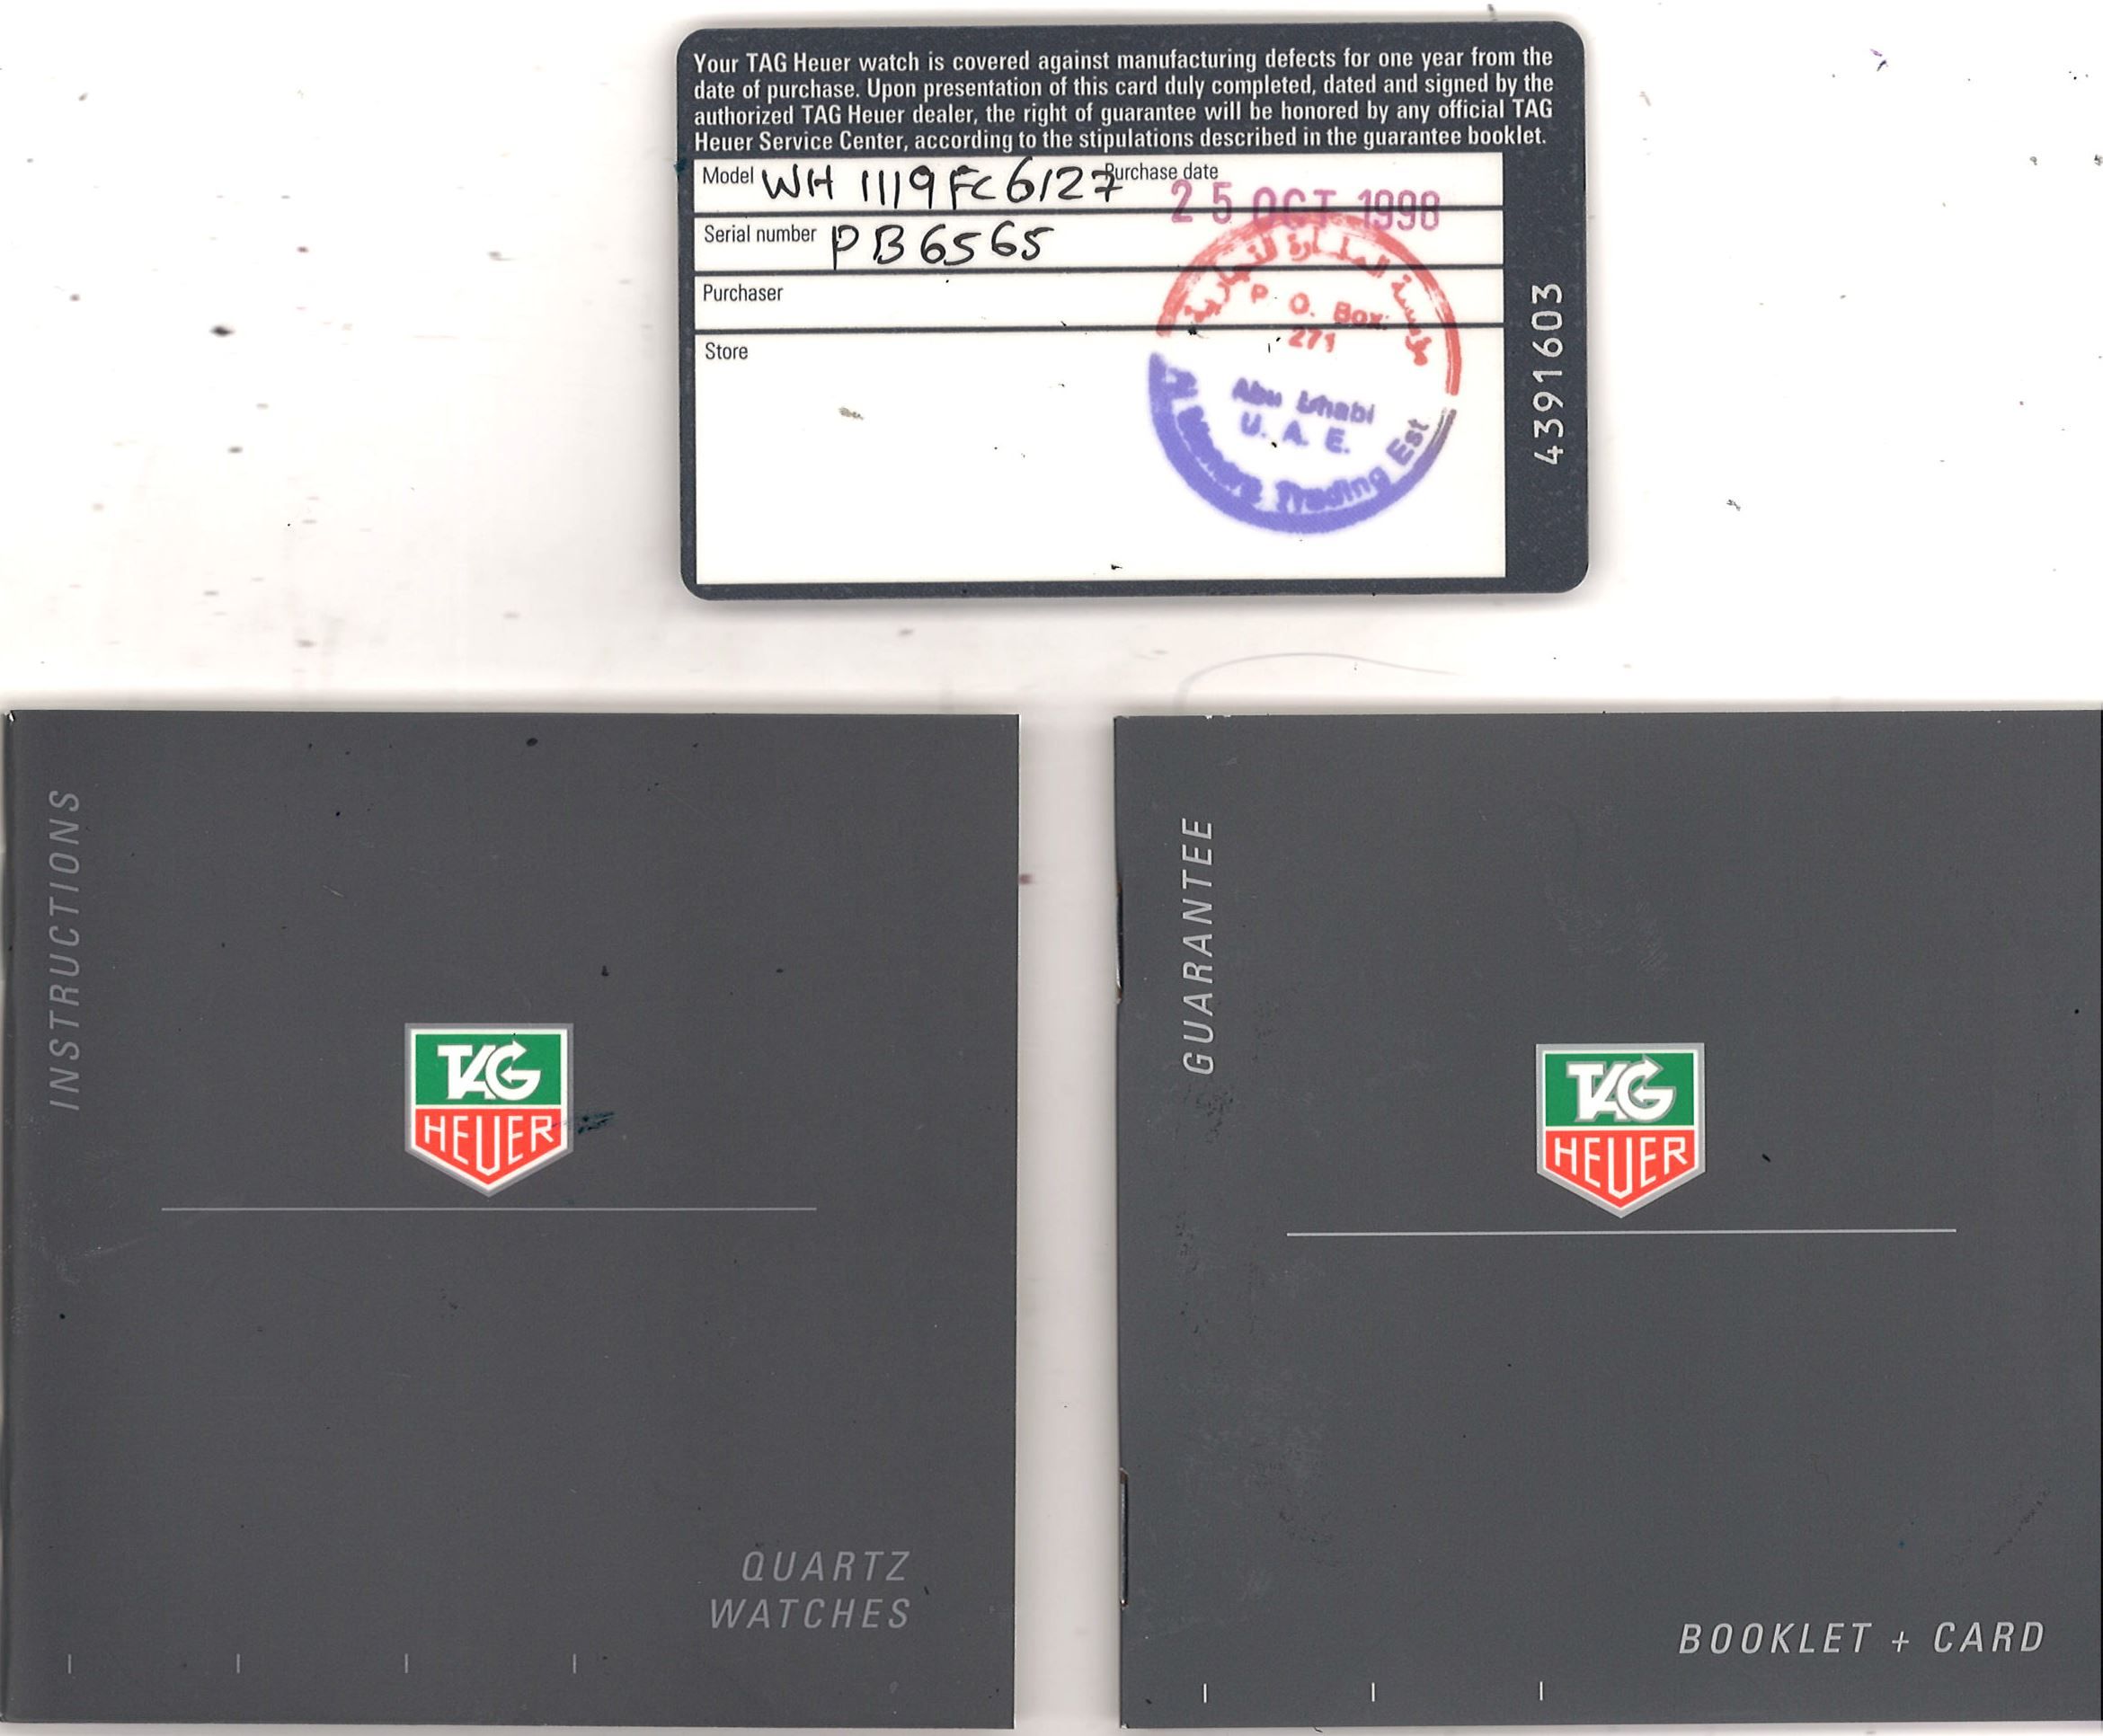 Your TAG Heuer watch is covered against manufacturing defects for one year from the
date of purchase. Upon presentation of this card duly completed, dated and signed by the
authorized TAG Heuer dealer, the right of guarantee will be honored by any official TAG
Heuer Service Center, according to the stipulations described in the guarantee booklet.
Model WH 1119 FC6127 Purchase date
25 OCT 1998
Serial number PB6565
Purchaser
Store
P. O. Box:
271
Abu Dhabi
U. A. E.
Trading Est
4391603
INSTRUCTIONS
TAG
HEUER
QUARTZ
WATCHES
GUARANTEE
TAG
HEUER
BOOKLET + CARD